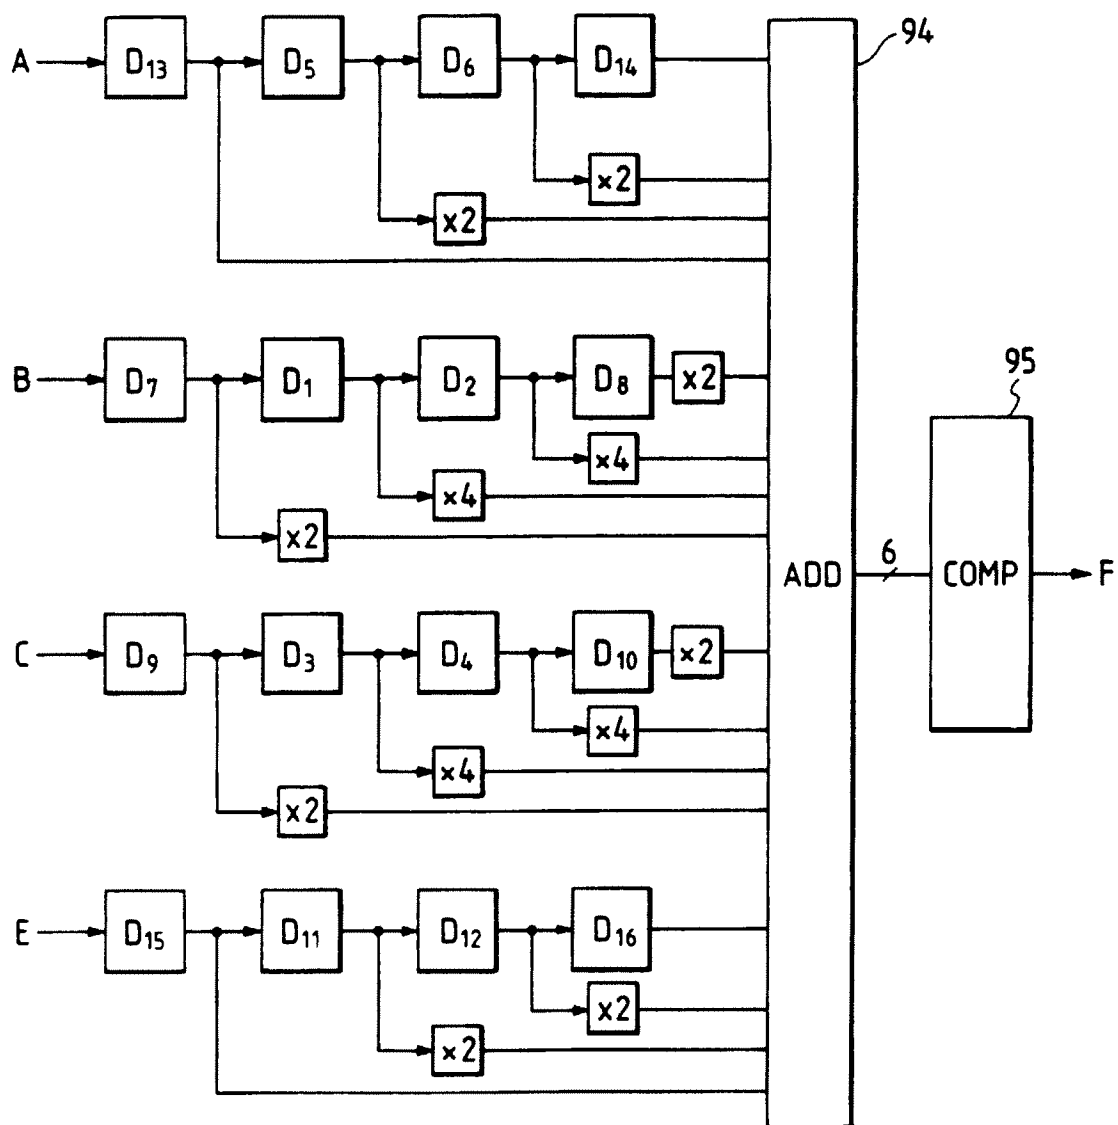 94
A D13 D5 D6 D14
x2
x2
B D7 D1 D2 D8 x2
x4
x4
x2
95
ADD 6 COMP F
C D9 D3 D4 D10 x2
x4
x4
x2
E D15 D11 D12 D16
x2
x2